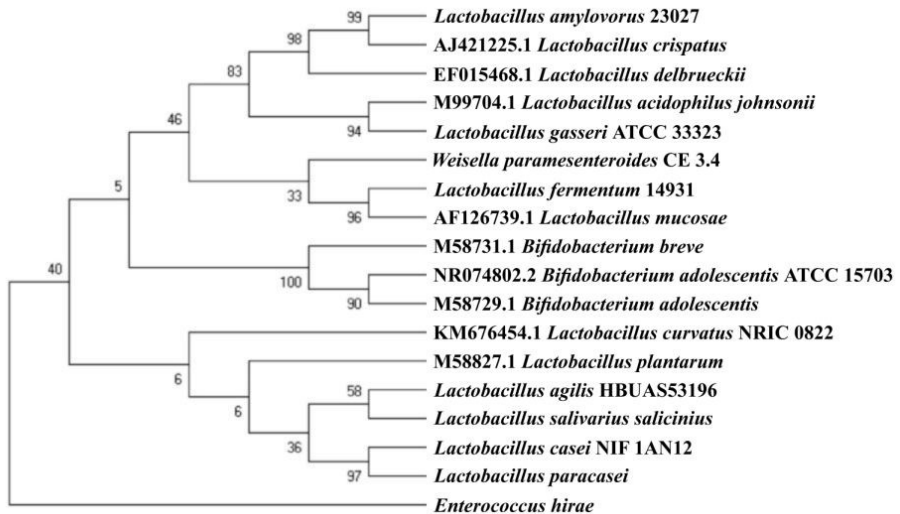 99
Lactobacillus amylovorus 23027
98
AJ421225.1 Lactobacillus crispatus
83
EF015468.1 Lactobacillus delbrueckii
M99704.1 Lactobacillus acidophilus johnsonii
46
94
Lactobacillus gasseri ATCC 33323
Weisella paramesenteroides CE 3.4
5
33
Lactobacillus fermentum 14931
96
AF126739.1 Lactobacillus mucosae
M58731.1 Bifidobacterium breve
40
100
NR074802.2 Bifidobacterium adolescentis ATCC 15703
90
M58729.1 Bifidobacterium adolescentis
KM676454.1 Lactobacillus curvatus NRIC 0822
6
M58827.1 Lactobacillus plantarum
6
58
Lactobacillus agilis HBUAS53196
Lactobacillus salivarius salicinius
36
Lactobacillus casei NIF 1AN12
97
Lactobacillus paracasei
Enterococcus hirae